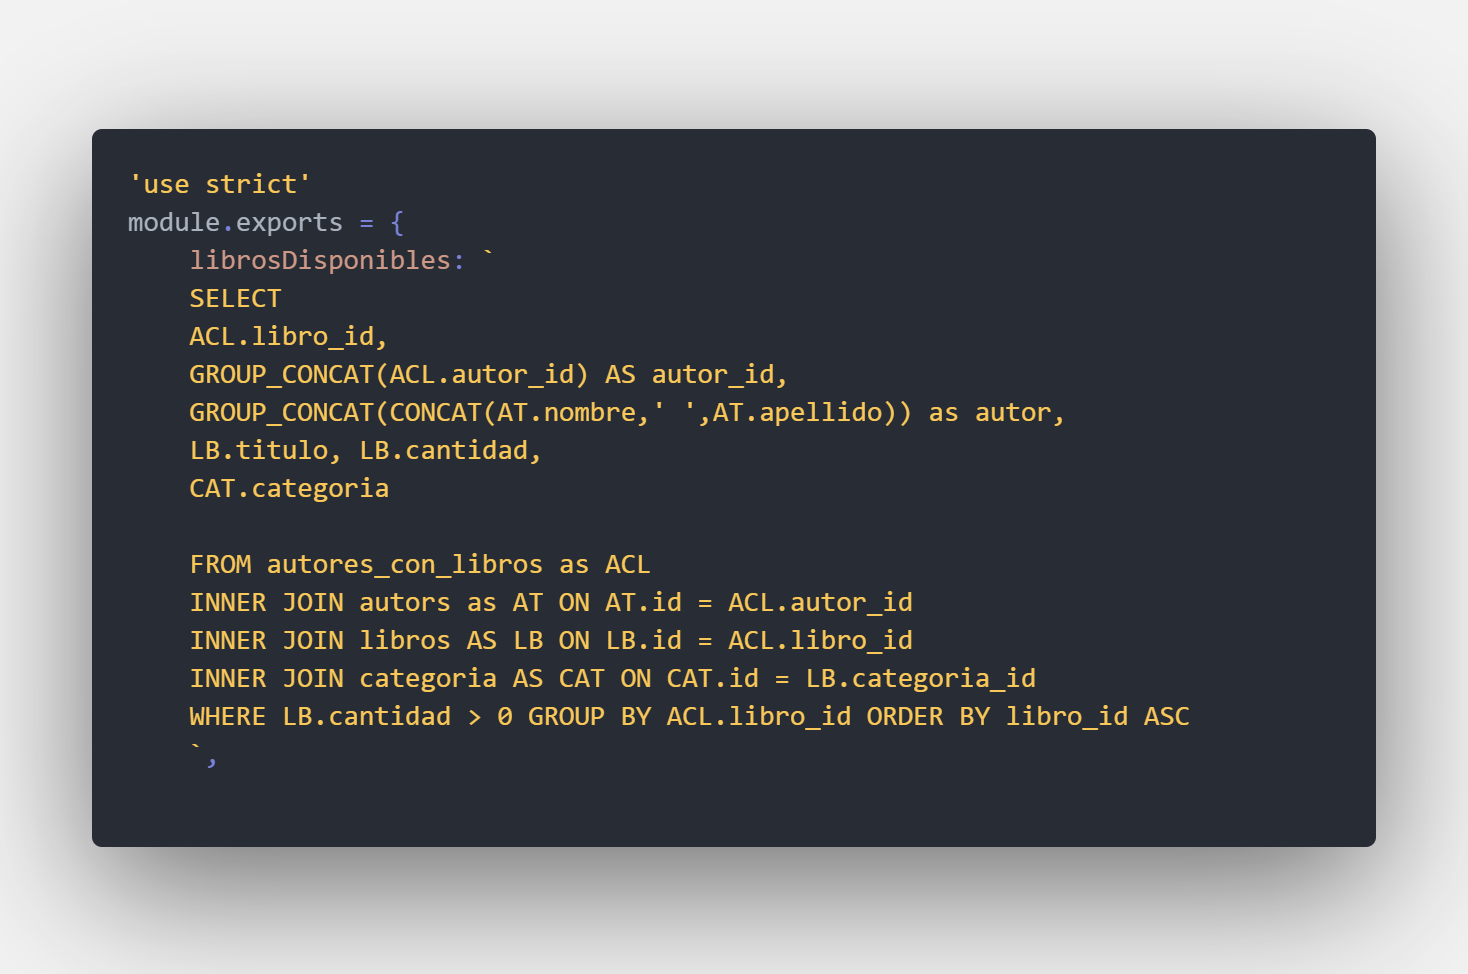 'use strict'
module.exports = {
    librosDisponibles: `
    SELECT
    ACL.libro_id,
    GROUP_CONCAT(ACL.autor_id) AS autor_id,
    GROUP_CONCAT(CONCAT(AT.nombre,' ',AT.apellido)) as autor,
    LB.titulo, LB.cantidad,
    CAT.categoria

    FROM autores_con_libros as ACL
    INNER JOIN autors as AT ON AT.id = ACL.autor_id
    INNER JOIN libros AS LB ON LB.id = ACL.libro_id
    INNER JOIN categoria AS CAT ON CAT.id = LB.categoria_id
    WHERE LB.cantidad > 0 GROUP BY ACL.libro_id ORDER BY libro_id ASC
    `,